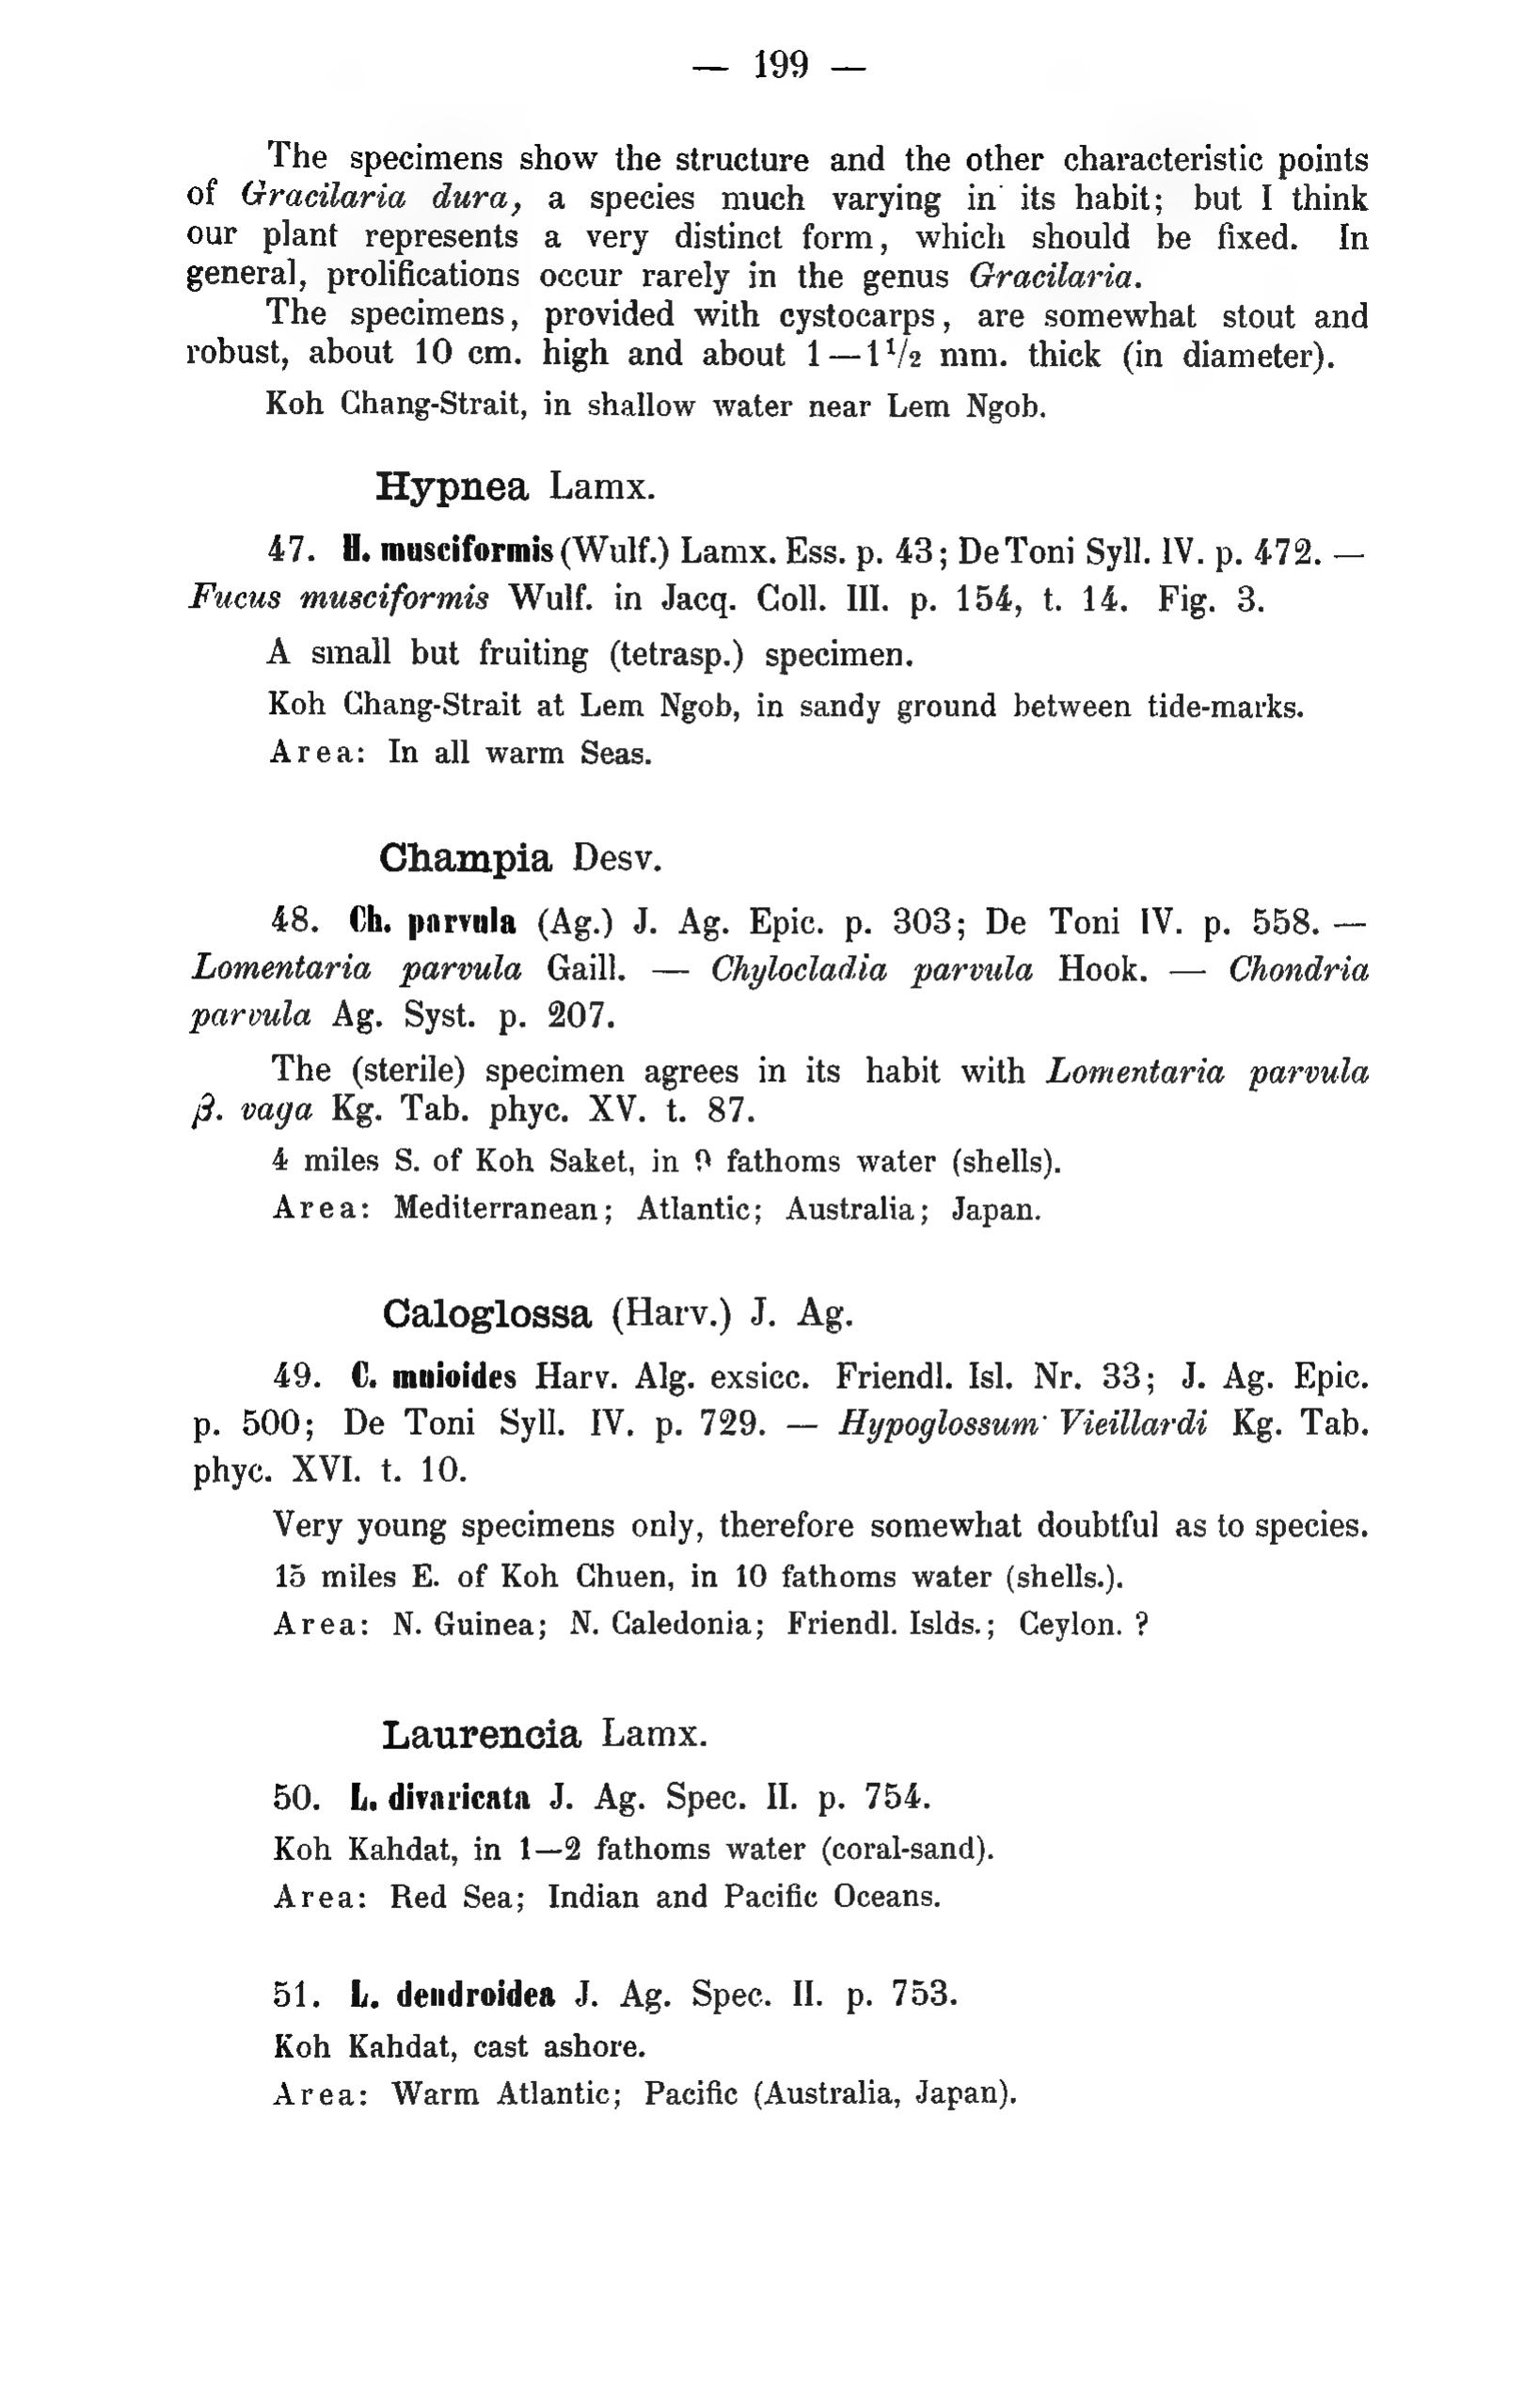 — 199 —
The specimens show the structure and the other characteristic points
of Gracilaria dura, a species much varying in its habit; but I think
our plant represents a very distinct form, which should be fixed. In
general, prolifications occur rarely in the genus Gracilaria.
The specimens, provided with cystocarps, are somewhat stout and
robust, about 10 cm. high and about 1—1 1/2 mm. thick (in diameter).
Koh Chang-Strait, in shallow water near Lem Ngob.
Hypnea Lamx.
47. H. musciformis (Wulf.) Lamx. Ess. p. 43; De Toni Syll. IV. p. 472. —
Fucus musciformis Wulf. in Jacq. Coll. III. p. 154, t. 14. Fig. 3.
A small but fruiting (tetrasp.) specimen.
Koh Chang-Strait at Lem Ngob, in sandy ground between tide-marks.
Area: In all warm Seas.
Champia Desv.
48. Ch. parvula (Ag.) J. Ag. Epic. p. 303; De Toni IV. p. 558. —
Lomentaria parvula Gaill. — Chylocladia parvula Hook. — Chondria
parvula Ag. Syst. p. 207.
The (sterile) specimen agrees in its habit with Lomentaria parvula
β. vaga Kg. Tab. phyc. XV. t. 87.
4 miles S. of Koh Saket, in fathoms water (shells).
Area: Mediterranean; Atlantic; Australia; Japan.
Caloglossa (Harv.) J. Ag.
49. C. mnioides Harv. Alg. exsicc. Friendl. Isl. Nr. 33; J. Ag. Epic.
p. 500; De Toni Syll. IV. p. 729. — Hypoglossum Vieillardi Kg. Tab.
phyc. XVI. t. 10.
Very young specimens only, therefore somewhat doubtful as to species.
15 miles E. of Koh Chuen, in 10 fathoms water (shells.).
Area: N. Guinea; N. Caledonia; Friendl. Islds.; Ceylon. ?
Laurencia Lamx.
50. L. divaricata J. Ag. Spec. II. p. 754.
Koh Kahdat, in 1—2 fathoms water (coral-sand).
Area: Red Sea; Indian and Pacific Oceans.
51. L. dendroidea J. Ag. Spec. II. p. 753.
Koh Kahdat, cast ashore.
Area: Warm Atlantic; Pacific (Australia, Japan).